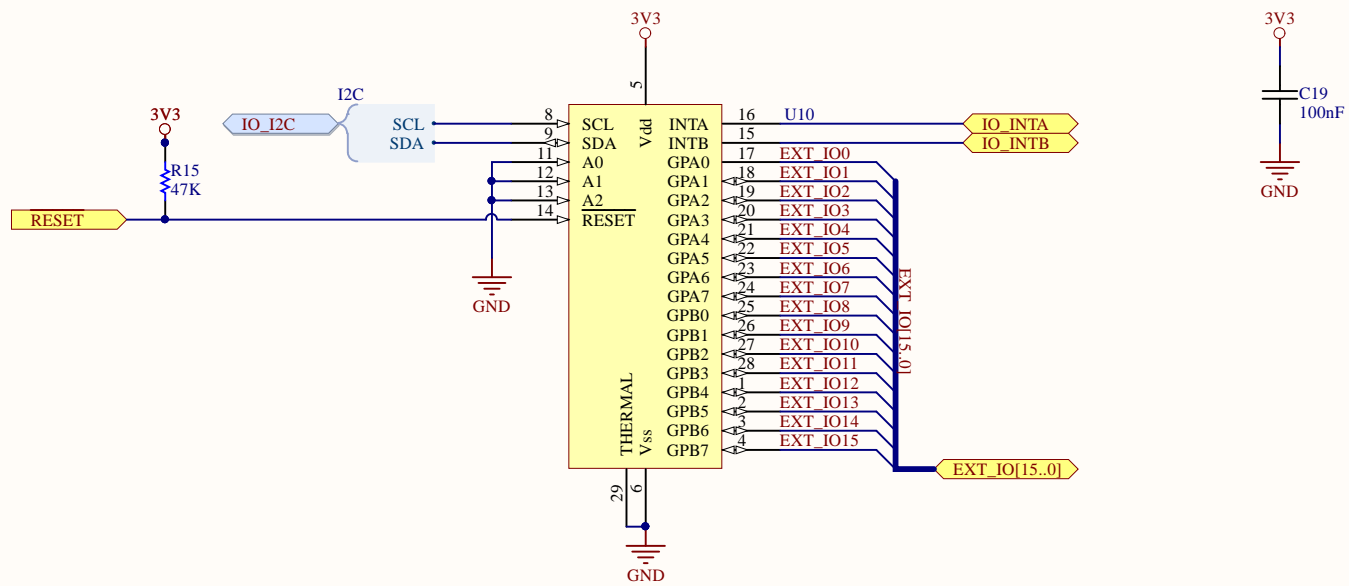 3V3
3V3
5
I2C
IO_I2C
SCL
SDA
3V3
R15
47K
RESET
8
9
11
12
13
14
SCL
SDA
A0
A1
A2
RESET
GND
Vdd
INTA
INTB
GPA0
GPA1
GPA2
GPA3
GPA4
GPA5
GPA6
GPA7
GPB0
GPB1
GPB2
GPB3
GPB4
GPB5
GPB6
GPB7
THERMAL
Vss
16
15
17
18
19
20
21
22
23
24
25
26
27
28
1
2
3
4
U10
EXT_IO0
EXT_IO1
EXT_IO2
EXT_IO3
EXT_IO4
EXT_IO5
EXT_IO6
EXT_IO7
EXT_IO8
EXT_IO9
EXT_IO10
EXT_IO11
EXT_IO12
EXT_IO13
EXT_IO14
EXT_IO15
IO_INTA
IO_INTB
EXT_IO[15..0]
EXT_IO[15..0]
29
6
GND
C19
100nF
GND